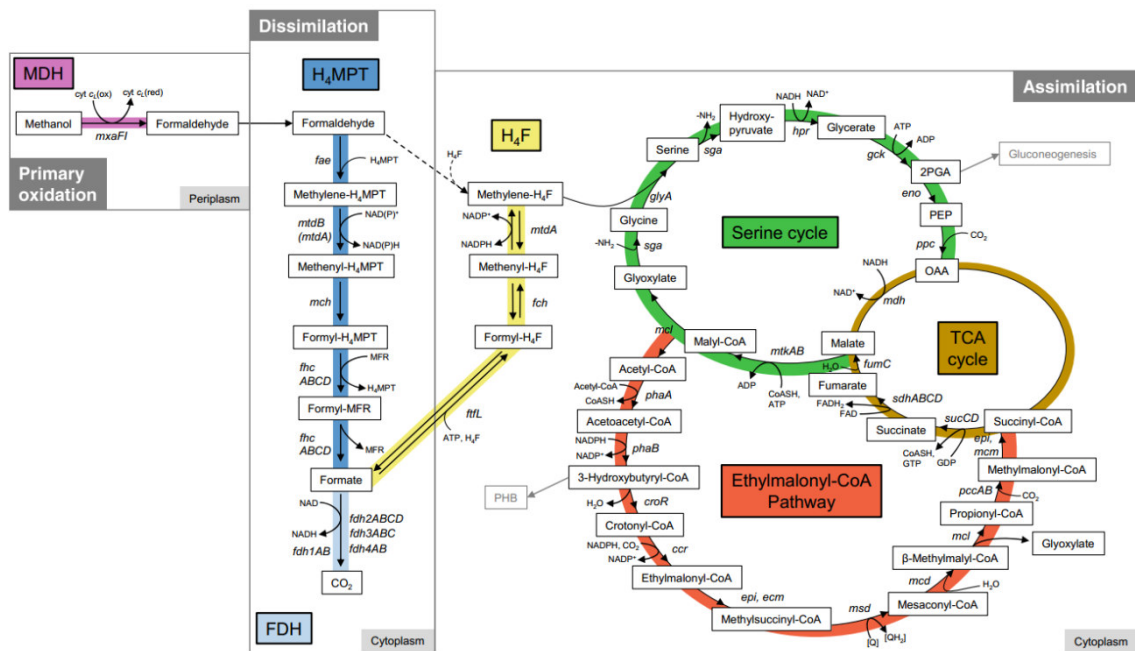 Dissimilation
MDH
cyt cL(ox)
cyt cL(red)
Methanol
Formaldehyde
mxaFI
Primary
oxidation
Periplasm
H4MPT
Formaldehyde
fae
H4MPT
Methylene-H4MPT
mtdB
(mtdA)
NAD(P)+
NAD(P)H
Methenyl-H4MPT
mch
Formyl-H4MPT
fhc
ABCD
MFR
H4MPT
Formyl-MFR
fhc
ABCD
MFR
Formate
NAD
NADH
fdh1AB
fdh2ABCD
fdh3ABC
fdh4AB
CO2
FDH
Cytoplasm
H4F
H4F
Methylene-H4F
NADP+
NADPH
mtdA
Methenyl-H4F
fch
Formyl-H4F
ftfL
ATP, H4F
Assimilation
Serine cycle
glyA
Serine
-NH2
sga
Hydroxy-
pyruvate
NADH
NAD+
hpr
Glycerate
ATP
ADP
gck
2PGA
Gluconeogenesis
eno
PEP
ppc
CO2
OAA
NADH
NAD+
mdh
Malate
mtkAB
CoASH,
ATP
ADP
Malyl-CoA
mcl
Glyoxylate
-NH2
sga
Glycine
TCA
cycle
H2O
fumC
Fumarate
FADH2
FAD
sdhABCD
Succinate
sucCD
CoASH,
GTP
GDP
Succinyl-CoA
Ethylmalonyl-CoA
Pathway
Acetyl-CoA
Acetyl-CoA
CoASH
phaA
Acetoacetyl-CoA
NADPH
NADP+
phaB
3-Hydroxybutyryl-CoA
PHB
H2O
croR
Crotonyl-CoA
NADPH, CO2
NADP+
ccr
Ethylmalonyl-CoA
epi, ecm
Methylsuccinyl-CoA
msd
[Q]
[QH2]
Mesaconyl-CoA
mcd
H2O
β-Methylmalyl-CoA
mcl
Glyoxylate
Propionyl-CoA
pccAB
CO2
Methylmalonyl-CoA
epi,
mcm
Cytoplasm